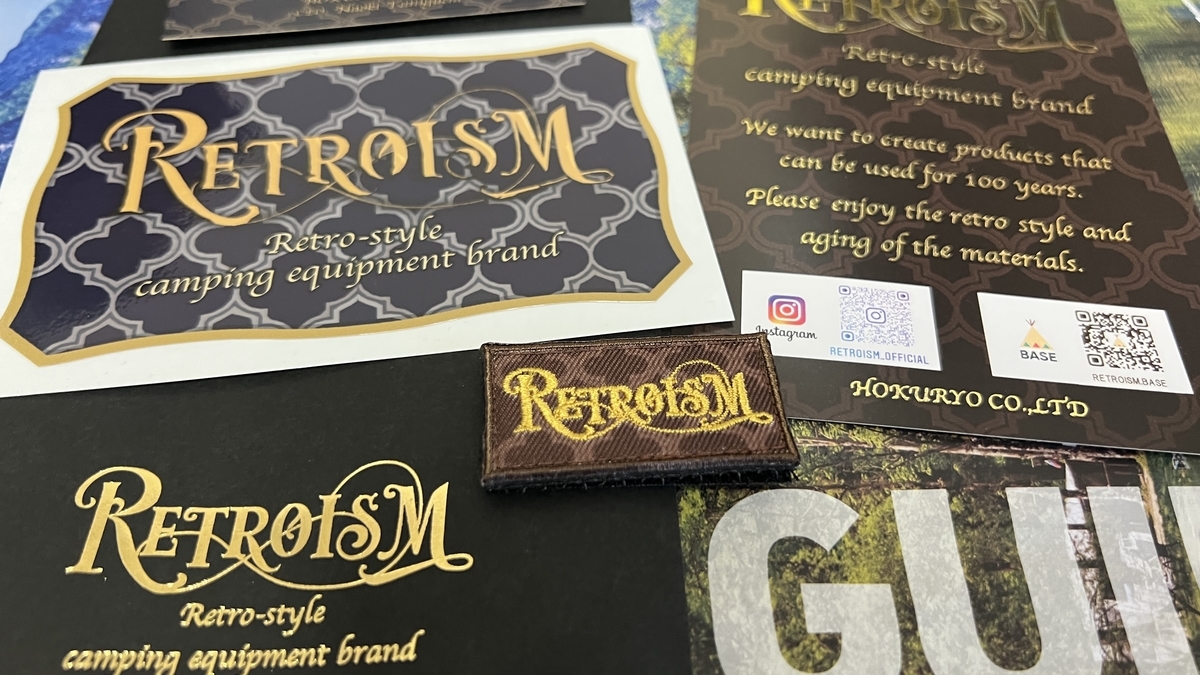 RETROISM
Retro-style
camping equipment brand
RETROISM
Retro-style
camping equipment brand
We want to create products that
can be used for 100 years.
Please enjoy the retro style and
aging of the materials.
Instagram
RETROISM_OFFICIAL
BASE
RETROISM.BASE
HOKURYO CO.,LTD
RETROISM
RETROISM
Retro-style
camping equipment brand